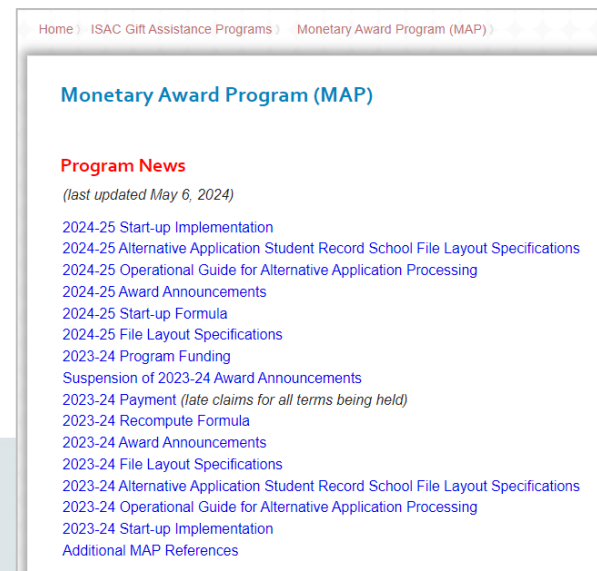 Home〉 ISAC Gift Assistance Programs〉 Monetary Award Program (MAP)〉
Monetary Award Program (MAP)
Program News
(last updated May 6, 2024)
2024-25 Start-up Implementation
2024-25 Alternative Application Student Record School File Layout Specifications
2024-25 Operational Guide for Alternative Application Processing
2024-25 Award Announcements
2024-25 Start-up Formula
2024-25 File Layout Specifications
2023-24 Program Funding
Suspension of 2023-24 Award Announcements
2023-24 Payment (late claims for all terms being held)
2023-24 Recompute Formula
2023-24 Award Announcements
2023-24 File Layout Specifications
2023-24 Alternative Application Student Record School File Layout Specifications
2023-24 Operational Guide for Alternative Application Processing
2023-24 Start-up Implementation
Additional MAP References